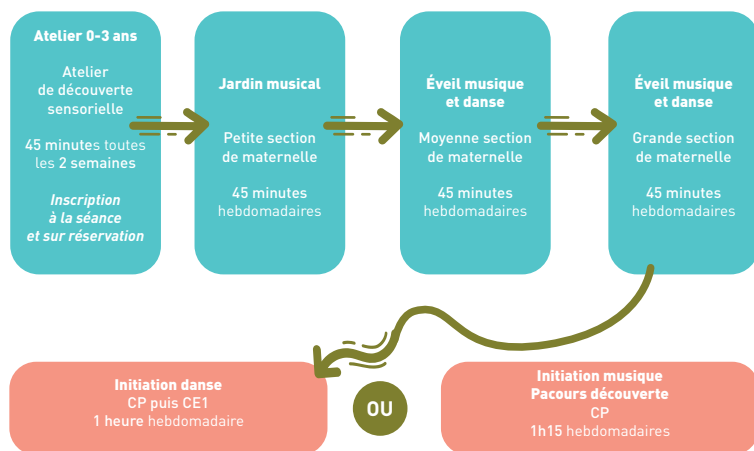 Atelier 0-3 ans
Atelier
de découverte
sensorielle
45 minutes toutes
les 2 semaines
Inscription
à la séance
et sur réservation
Jardin musical
Petite section
de maternelle
45 minutes
hebdomadaires
Éveil musique
et danse
Moyenne section
de maternelle
45 minutes
hebdomadaires
Éveil musique
et danse
Grande section
de maternelle
45 minutes
hebdomadaires
Initiation danse
CP puis CE1
1 heure hebdomadaire
OU
Initiation musique
Pacours découverte
CP
1h15 hebdomadaires